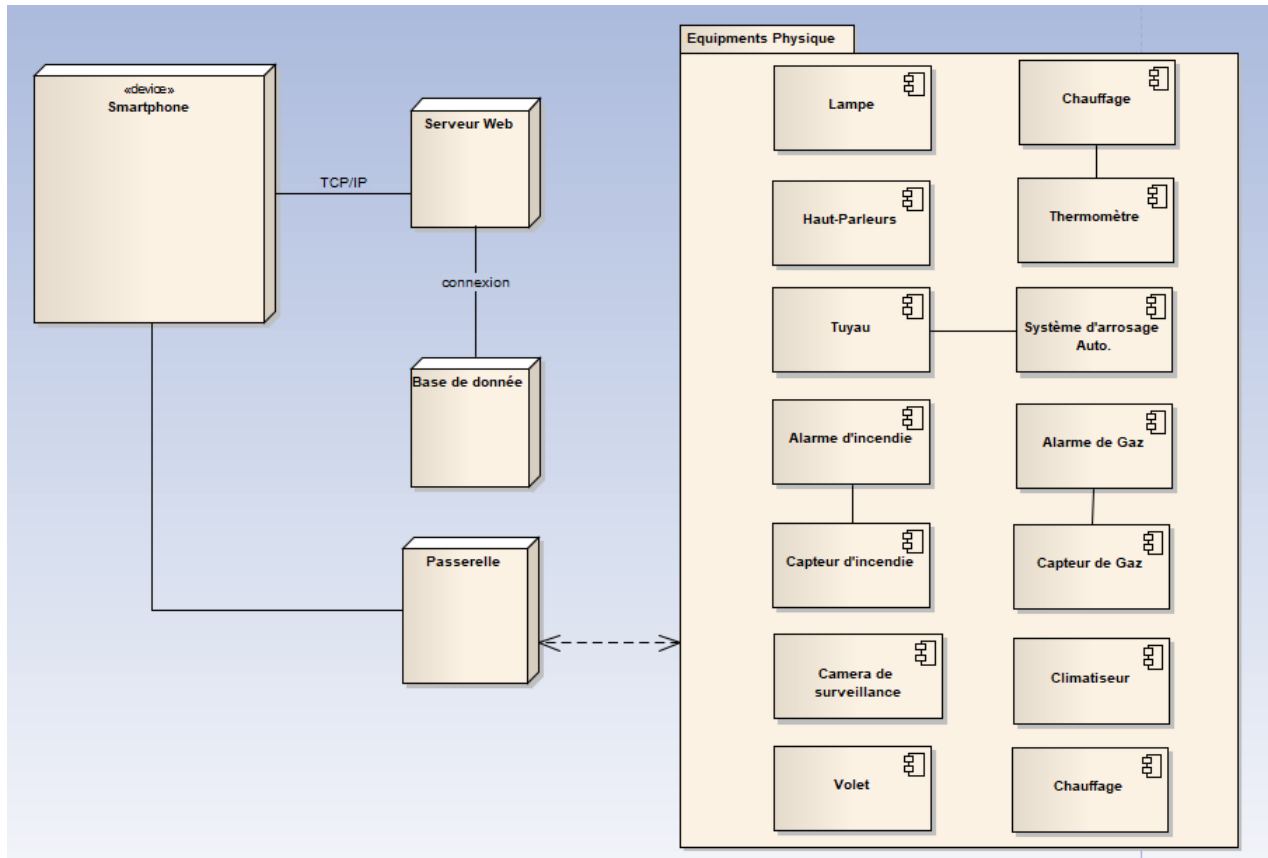 «device»
Smartphone
TCP/IP
Serveur Web
connexion
Base de donnée
Passerelle
Equipments Physique
Lampe
Chauffage
Haut-Parleurs
Thermomètre
Tuyau
Système d'arrosage
Auto.
Alarme d'incendie
Alarme de Gaz
Capteur d'incendie
Capteur de Gaz
Camera de
surveillance
Climatiseur
Volet
Chauffage